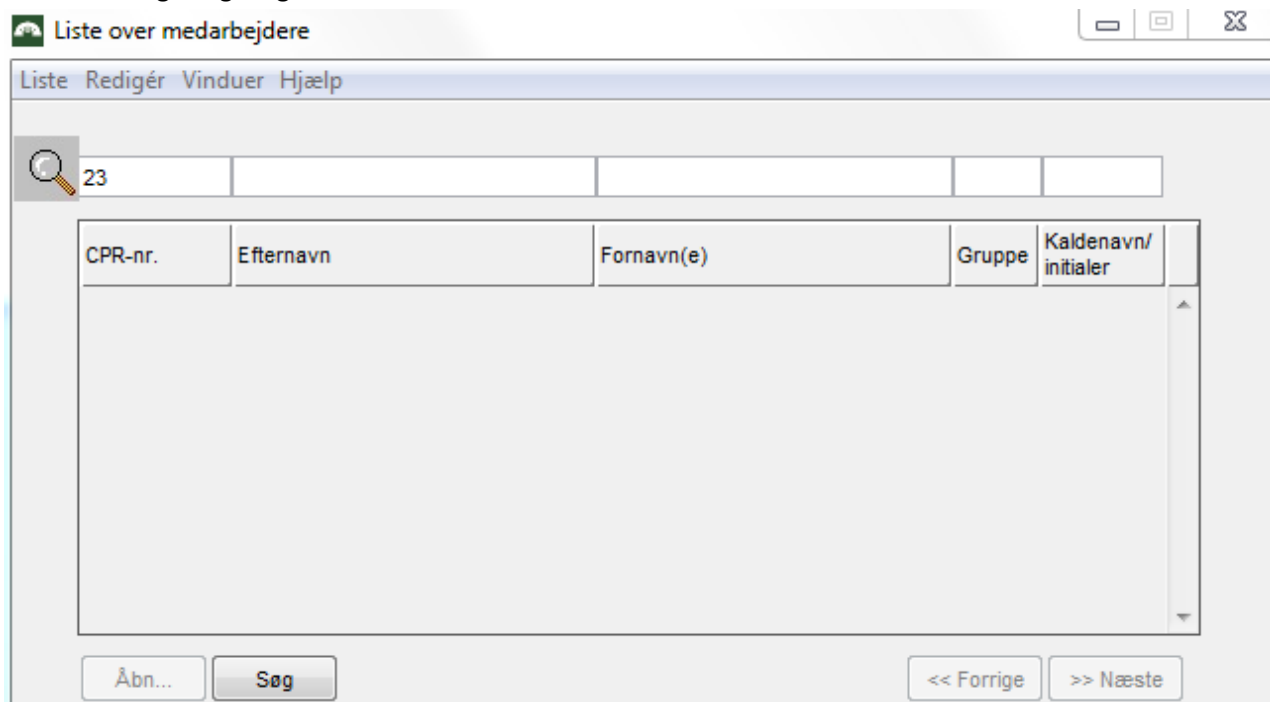 Liste over medarbejdere
Liste Redigér Vinduer Hjælp
23
CPR-nr. Efternavn Fornavn(e) Gruppe Kaldenavn/
initialer
Åbn... Søg << Forrige >> Næste